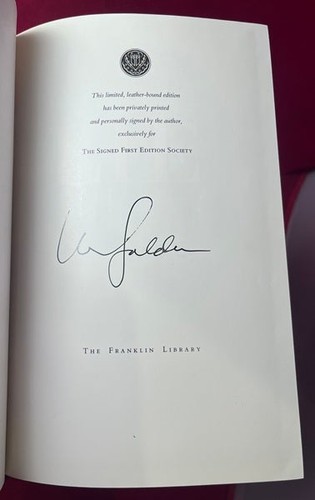 This limited, leather-bound edition
has been privately printed
and personally signed by the author,
exclusively for
THE SIGNED FIRST EDITION SOCIETY
THE FRANKLIN LIBRARY